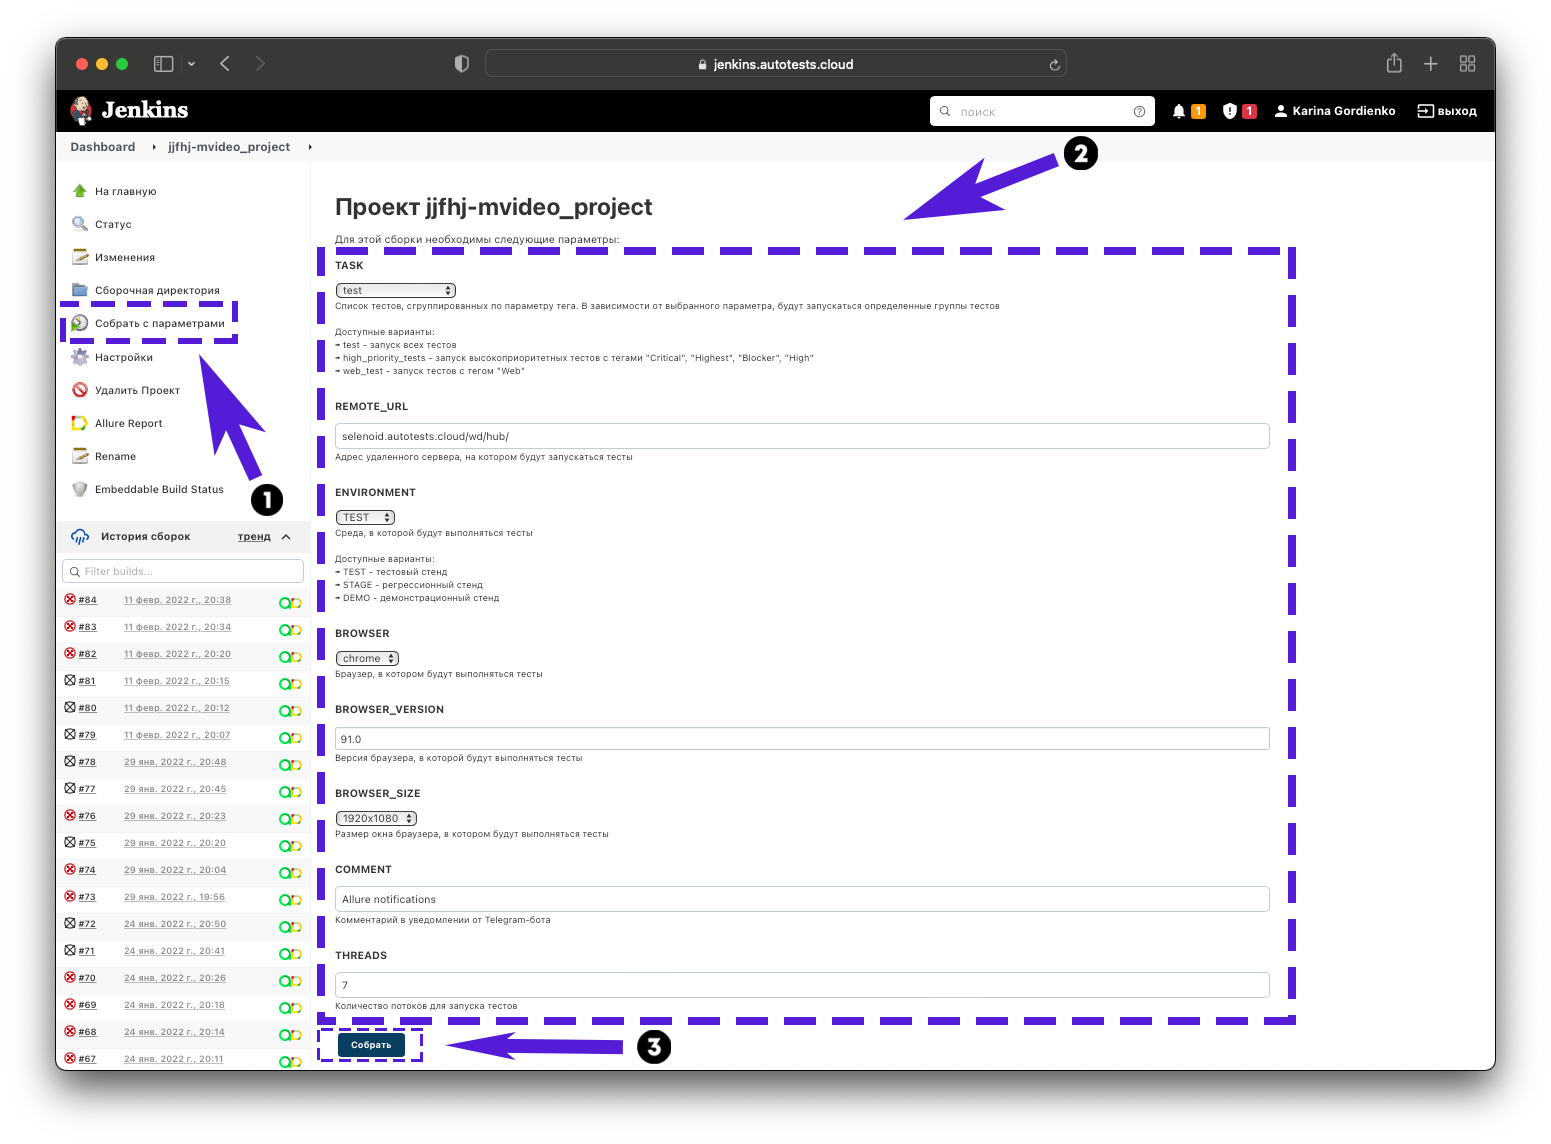 jenkins.autotests.cloud
Jenkins
поиск
1
1
Karina Gordienko
выход
Dashboard
jjfhj-mvideo_project
2
На главную
Статус
Изменения
Сборочная директория
Собрать с параметрами
Настройки
Удалить Проект
Allure Report
Rename
Embeddable Build Status
1
История сборок
тренд
Filter builds...
#84 11 февр. 2022 г., 20:38
#83 11 февр. 2022 г., 20:34
#82 11 февр. 2022 г., 20:20
#81 11 февр. 2022 г., 20:15
#80 11 февр. 2022 г., 20:12
#79 11 февр. 2022 г., 20:07
#78 29 янв. 2022 г., 20:48
#77 29 янв. 2022 г., 20:45
#76 29 янв. 2022 г., 20:23
#75 29 янв. 2022 г., 20:20
#74 29 янв. 2022 г., 20:04
#73 29 янв. 2022 г., 19:56
#72 24 янв. 2022 г., 20:50
#71 24 янв. 2022 г., 20:41
#70 24 янв. 2022 г., 20:26
#69 24 янв. 2022 г., 20:18
#68 24 янв. 2022 г., 20:14
#67 24 янв. 2022 г., 20:11
Проект jjfhj-mvideo_project
Для этой сборки необходимы следующие параметры:
TASK
test
Список тестов, сгруппированных по параметру тега. В зависимости от выбранного параметра, будут запускаться определенные группы тестов
Доступные варианты:
➟ test - запуск всех тестов
➟ high_priority_tests - запуск высокоприоритетных тестов с тегами "Critical", "Highest", "Blocker", "High"
➟ web_test - запуск тестов с тегом "Web"
REMOTE_URL
selenoid.autotests.cloud/wd/hub/
Адрес удаленного сервера, на котором будут запускаться тесты
ENVIRONMENT
TEST
Среда, в которой будут выполняться тесты
Доступные варианты:
➟ TEST - тестовый стенд
➟ STAGE - регрессионный стенд
➟ DEMO - демонстрационный стенд
BROWSER
chrome
Браузер, в котором будут выполняться тесты
BROWSER_VERSION
91.0
Версия браузера, в которой будут выполняться тесты
BROWSER_SIZE
1920x1080
Размер окна браузера, в котором будут выполняться тесты
COMMENT
Allure notifications
Комментарий в уведомлении от Telegram-бота
THREADS
7
Количество потоков для запуска тестов
Собрать
3